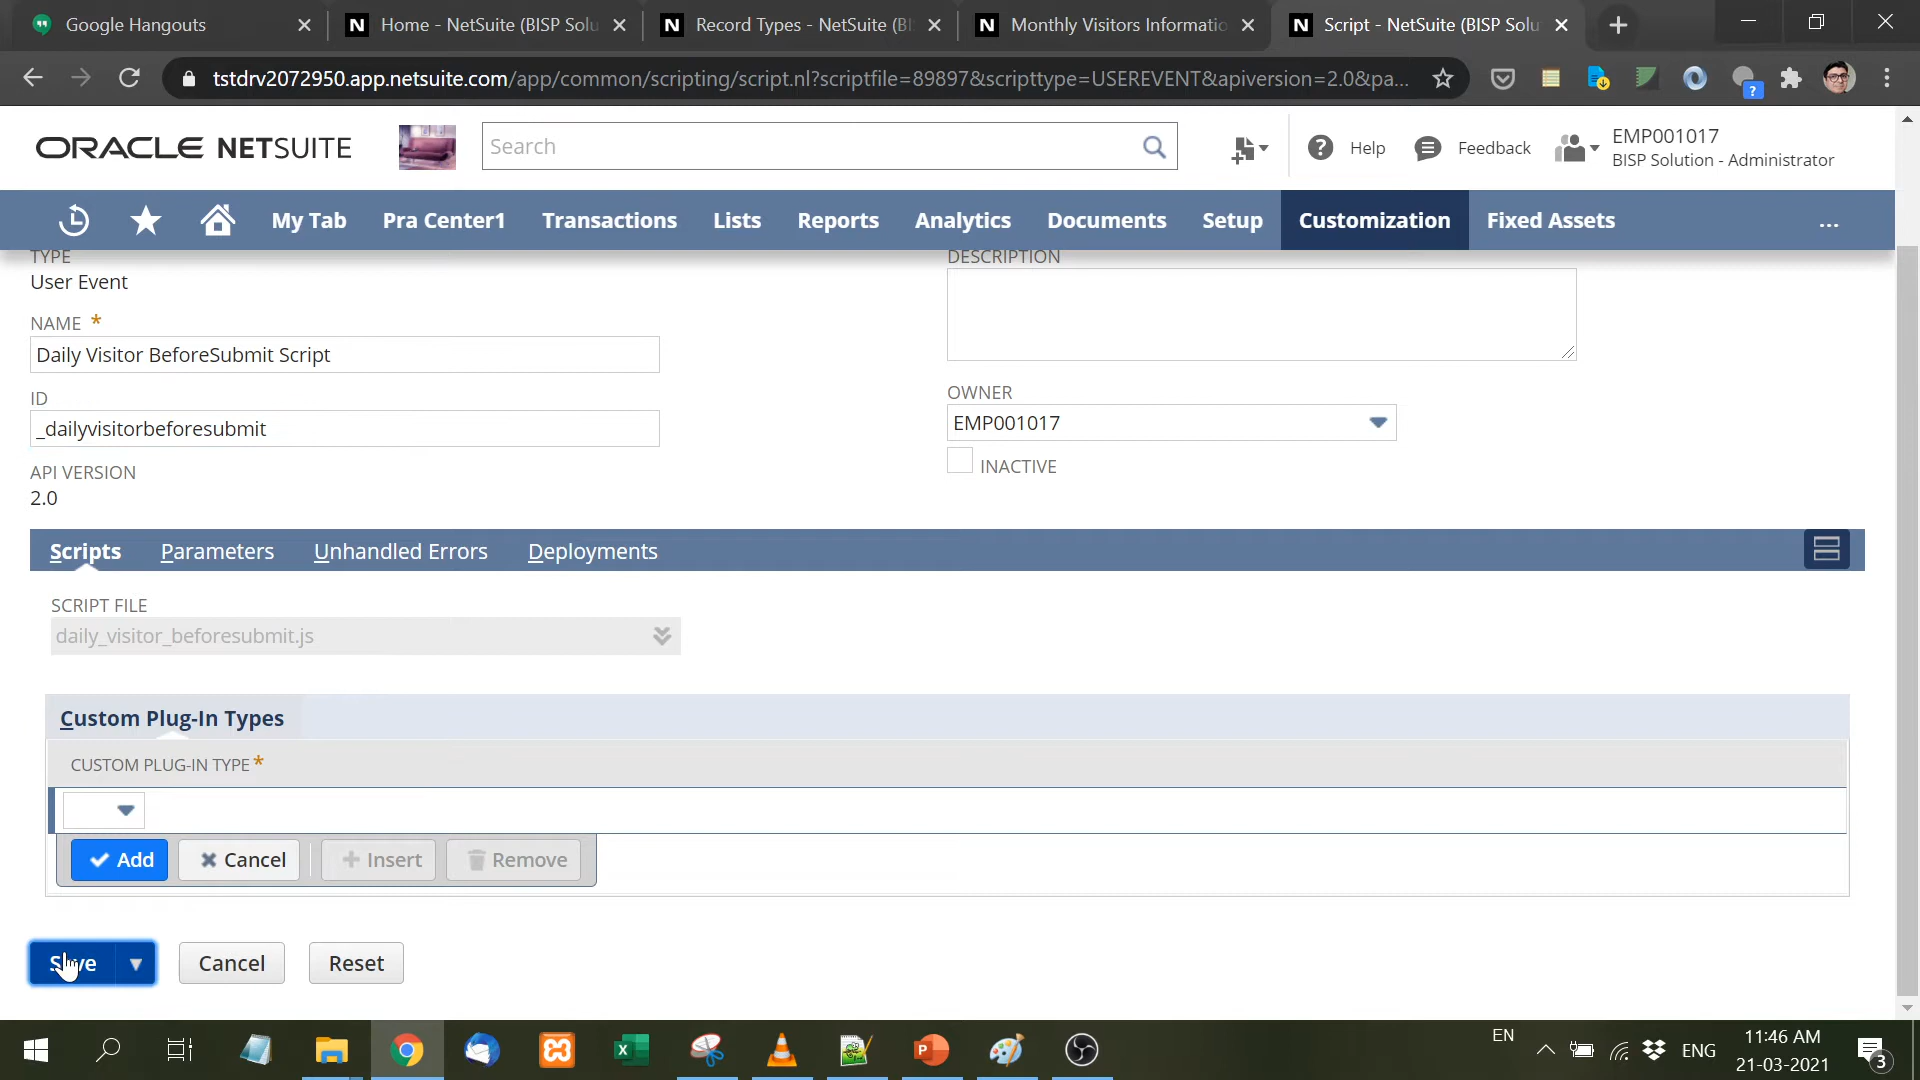 Google Hangouts
Home - NetSuite (BISP Solu
Record Types - NetSuite (BI
Monthly Visitors Informatio
Script - NetSuite (BISP Solu
tstdrv2072950.app.netsuite.com/app/common/scripting/script.nl?scriptfile=89897&scripttype=USEREVENT&apiversion=2.0&pa...
ORACLE NETSUITE
Search
Help
Feedback
EMP001017
BISP Solution - Administrator
My Tab
Pra Center1
Transactions
Lists
Reports
Analytics
Documents
Setup
Customization
Fixed Assets
...
TYPE
User Event
NAME *
Daily Visitor BeforeSubmit Script
ID
_dailyvisitorbeforesubmit
API VERSION
2.0
DESCRIPTION
OWNER
EMP001017
INACTIVE
Scripts
Parameters
Unhandled Errors
Deployments
SCRIPT FILE
daily_visitor_beforesubmit.js
Custom Plug-In Types
CUSTOM PLUG-IN TYPE *
Add
Cancel
Insert
Remove
Save
Cancel
Reset
EN
ENG
11:46 AM
21-03-2021
3